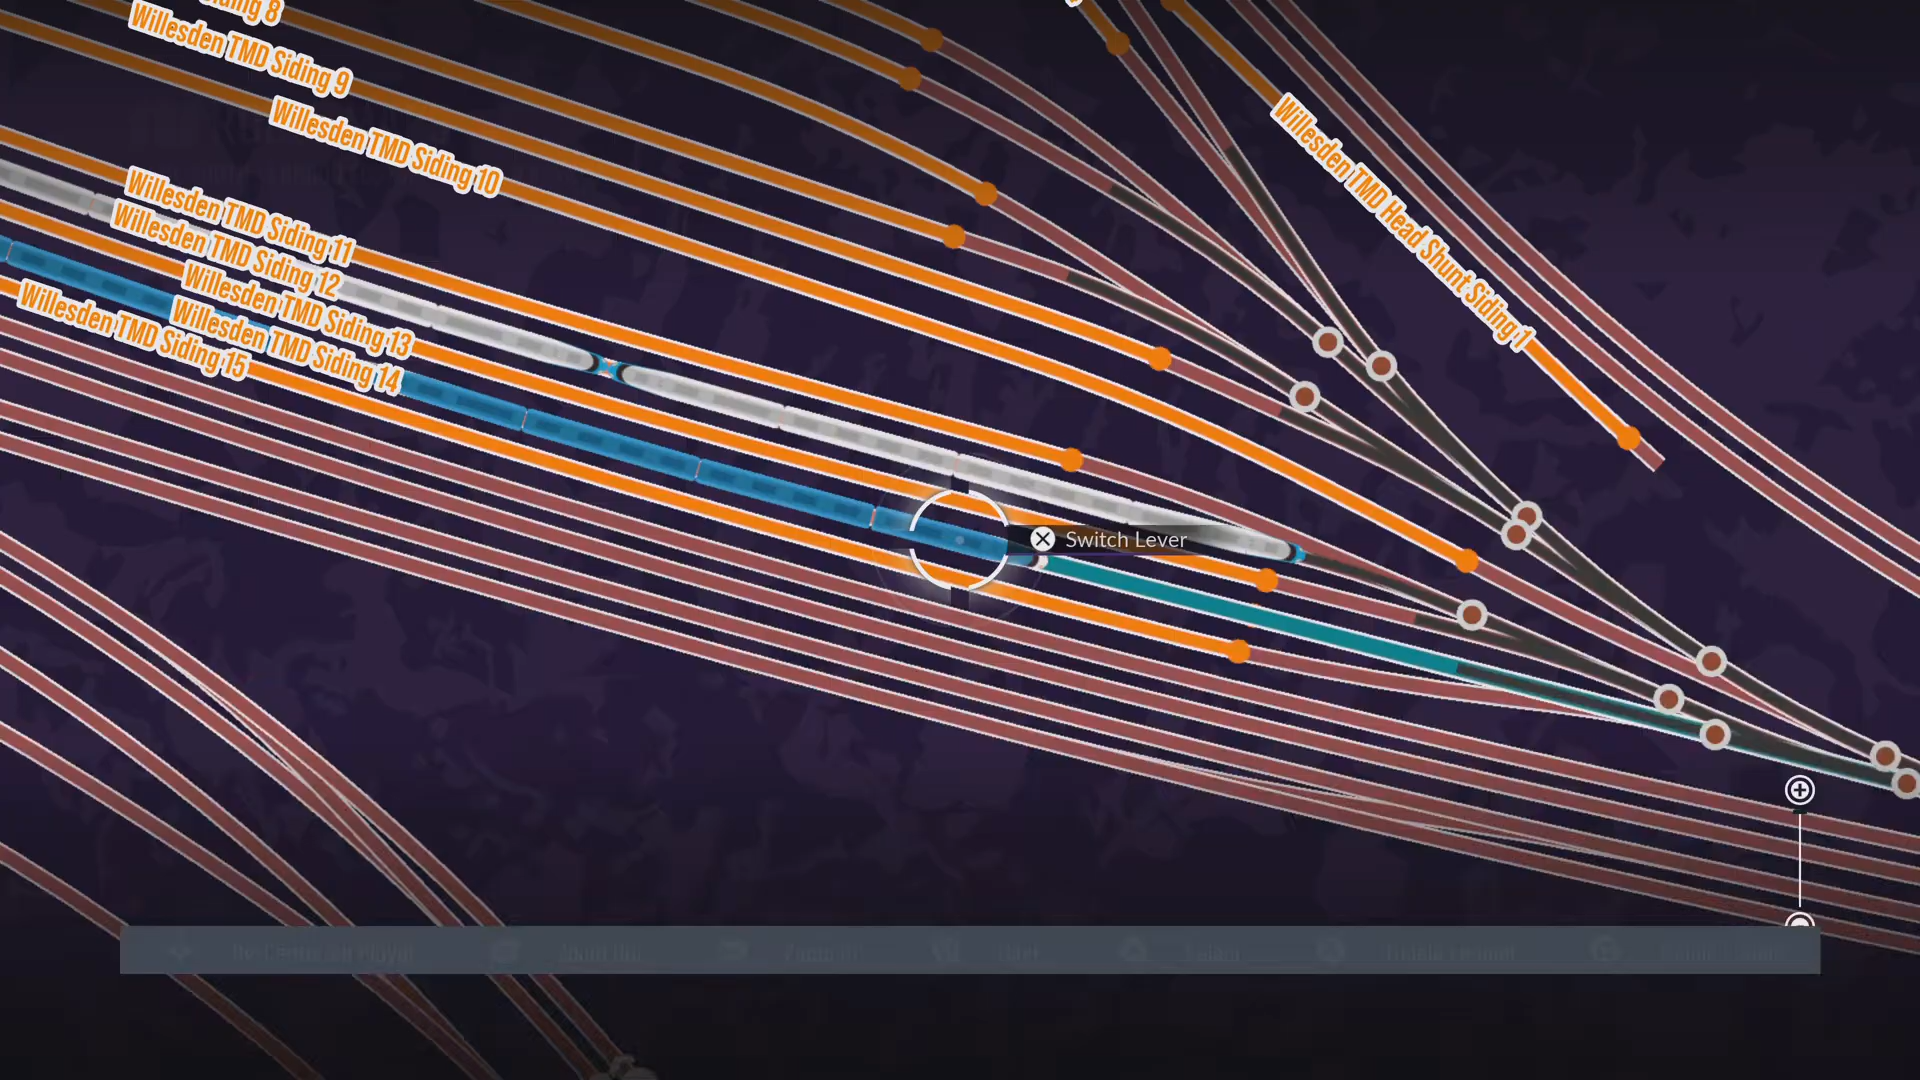 Siding 8
Willesden TMD Siding 9
Willesden TMD Siding 10
Willesden TMD Head Shunt Siding 1
Willesden TMD Siding 11
Willesden TMD Siding 12
Willesden TMD Siding 13
Willesden TMD Siding 14
Willesden TMD Siding 15
Switch Lever